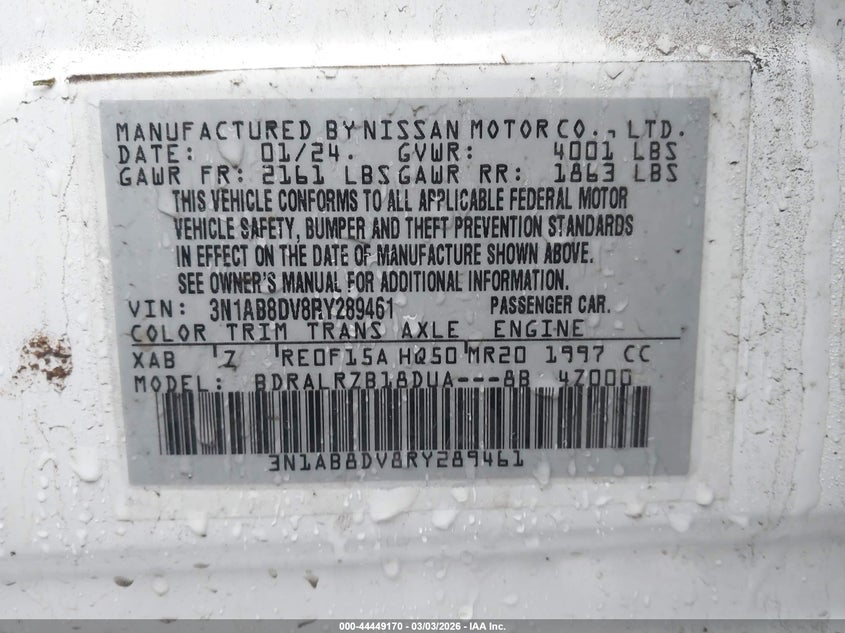 MANUFACTURED BY NISSAN MOTOR CO., LTD.
DATE: 01/24. GVWR: 4001 LBS
GAWR FR: 2161 LBS GAWR RR: 1863 LBS
THIS VEHICLE CONFORMS TO ALL APPLICABLE FEDERAL MOTOR
VEHICLE SAFETY, BUMPER AND THEFT PREVENTION STANDARDS
IN EFFECT ON THE DATE OF MANUFACTURE SHOWN ABOVE.
SEE OWNER'S MANUAL FOR ADDITIONAL INFORMATION.
VIN: 3N1AB8DV8RY289461 PASSENGER CAR.
COLOR TRIM TRANS AXLE ENGINE
XAB Z RE0F15A HQ50 MR20 1997 CC
MODEL: BDRALRZB18DUA---8B 4Z000
3N1AB8DV8RY289461
000-44449170 - 03/03/2026 - IAA Inc.